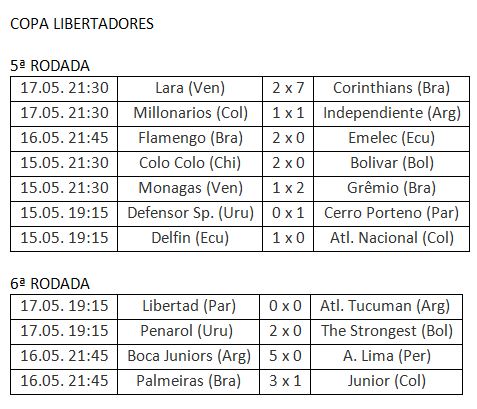 COPA LIBERTADORES
5ª RODADA
17.05. 21:30 Lara (Ven) 2 x 7 Corinthians (Bra)
17.05. 21:30 Millonarios (Col) 1 x 1 Independiente (Arg)
16.05. 21:45 Flamengo (Bra) 2 x 0 Emelec (Ecu)
15.05. 21:30 Colo Colo (Chi) 2 x 0 Bolivar (Bol)
15.05. 21:30 Monagas (Ven) 1 x 2 Grêmio (Bra)
15.05. 19:15 Defensor Sp. (Uru) 0 x 1 Cerro Porteno (Par)
15.05. 19:15 Delfin (Ecu) 1 x 0 Atl. Nacional (Col)
6ª RODADA
17.05. 19:15 Libertad (Par) 0 x 0 Atl. Tucuman (Arg)
17.05. 19:15 Penarol (Uru) 2 x 0 The Strongest (Bol)
16.05. 21:45 Boca Juniors (Arg) 5 x 0 A. Lima (Per)
16.05. 21:45 Palmeiras (Bra) 3 x 1 Junior (Col)